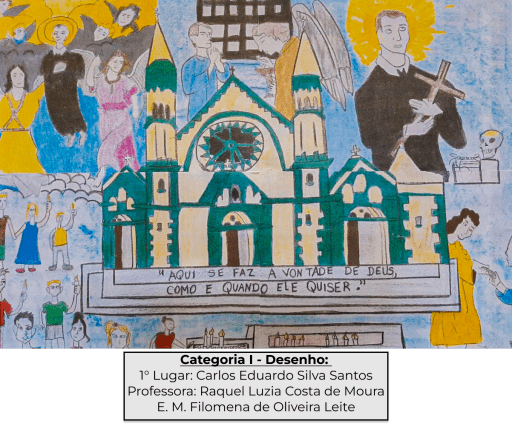 "AQUI SE FAZ A VONTADE DE DEUS,
COMO E QUANDO ELE QUISER."
Categoria I - Desenho:
1º Lugar: Carlos Eduardo Silva Santos
Professora: Raquel Luzia Costa de Moura
E. M. Filomena de Oliveira Leite